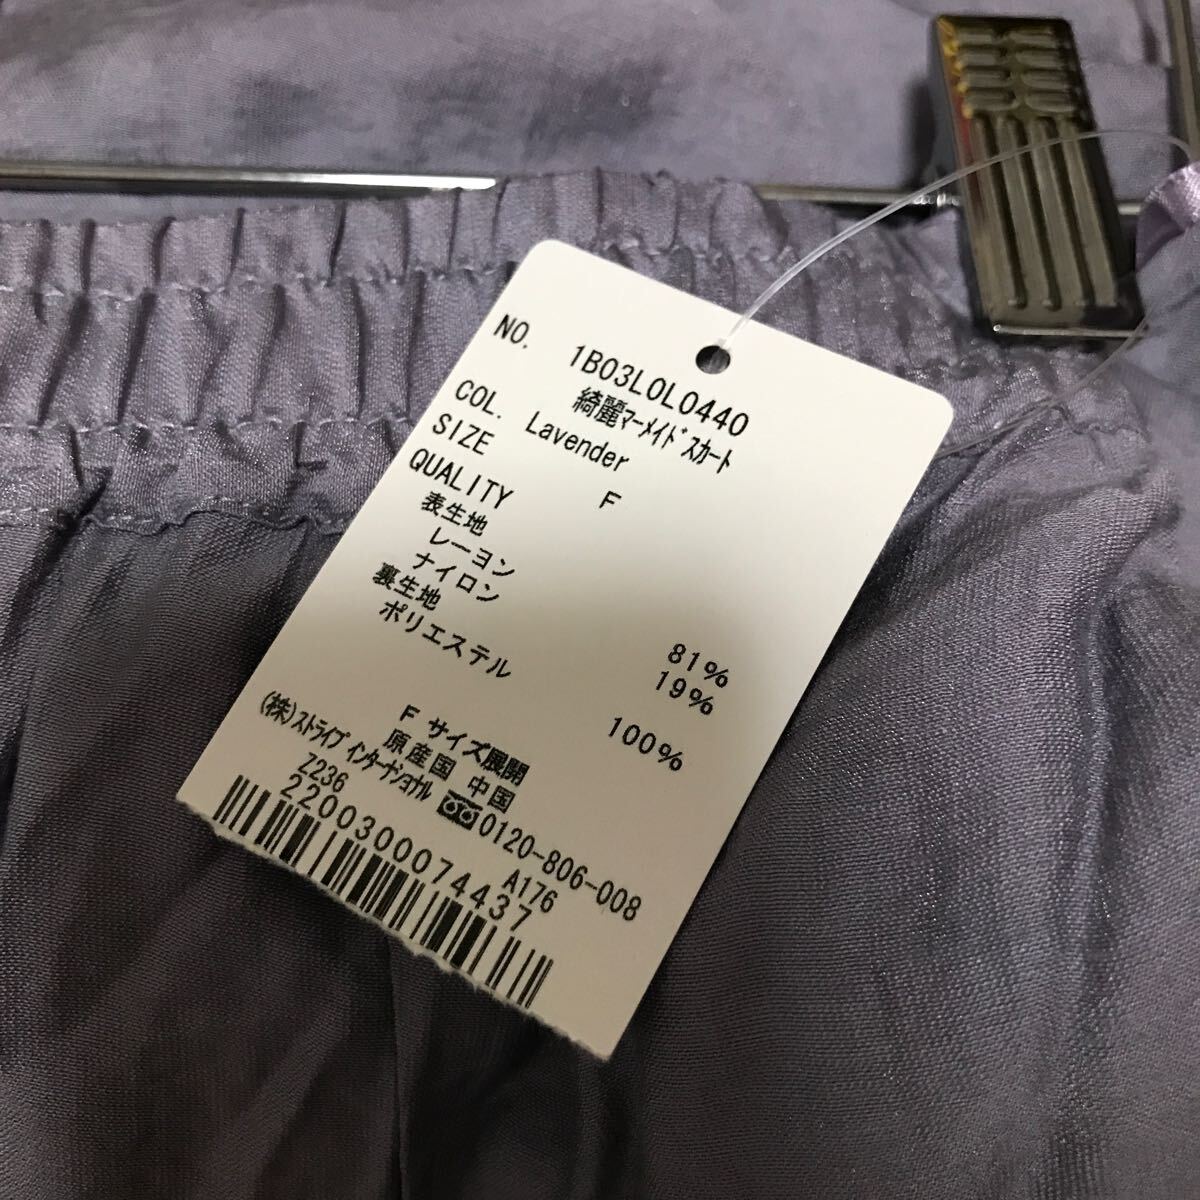 NO. 1B03L0L0440
綺麗ﾏｰﾒｲﾄﾞｽｶｰﾄ
COL. Lavender
SIZE F
QUALITY
表生地
レーヨン 81%
ナイロン 19%
裏生地
ポリエステル 100%
F サイズ展開
原産国 中国
(株)ｽﾄﾗｲﾌﾟｲﾝﾀｰﾅｼｮﾅﾙ 0120-806-008
Z236 A176
2200300074437